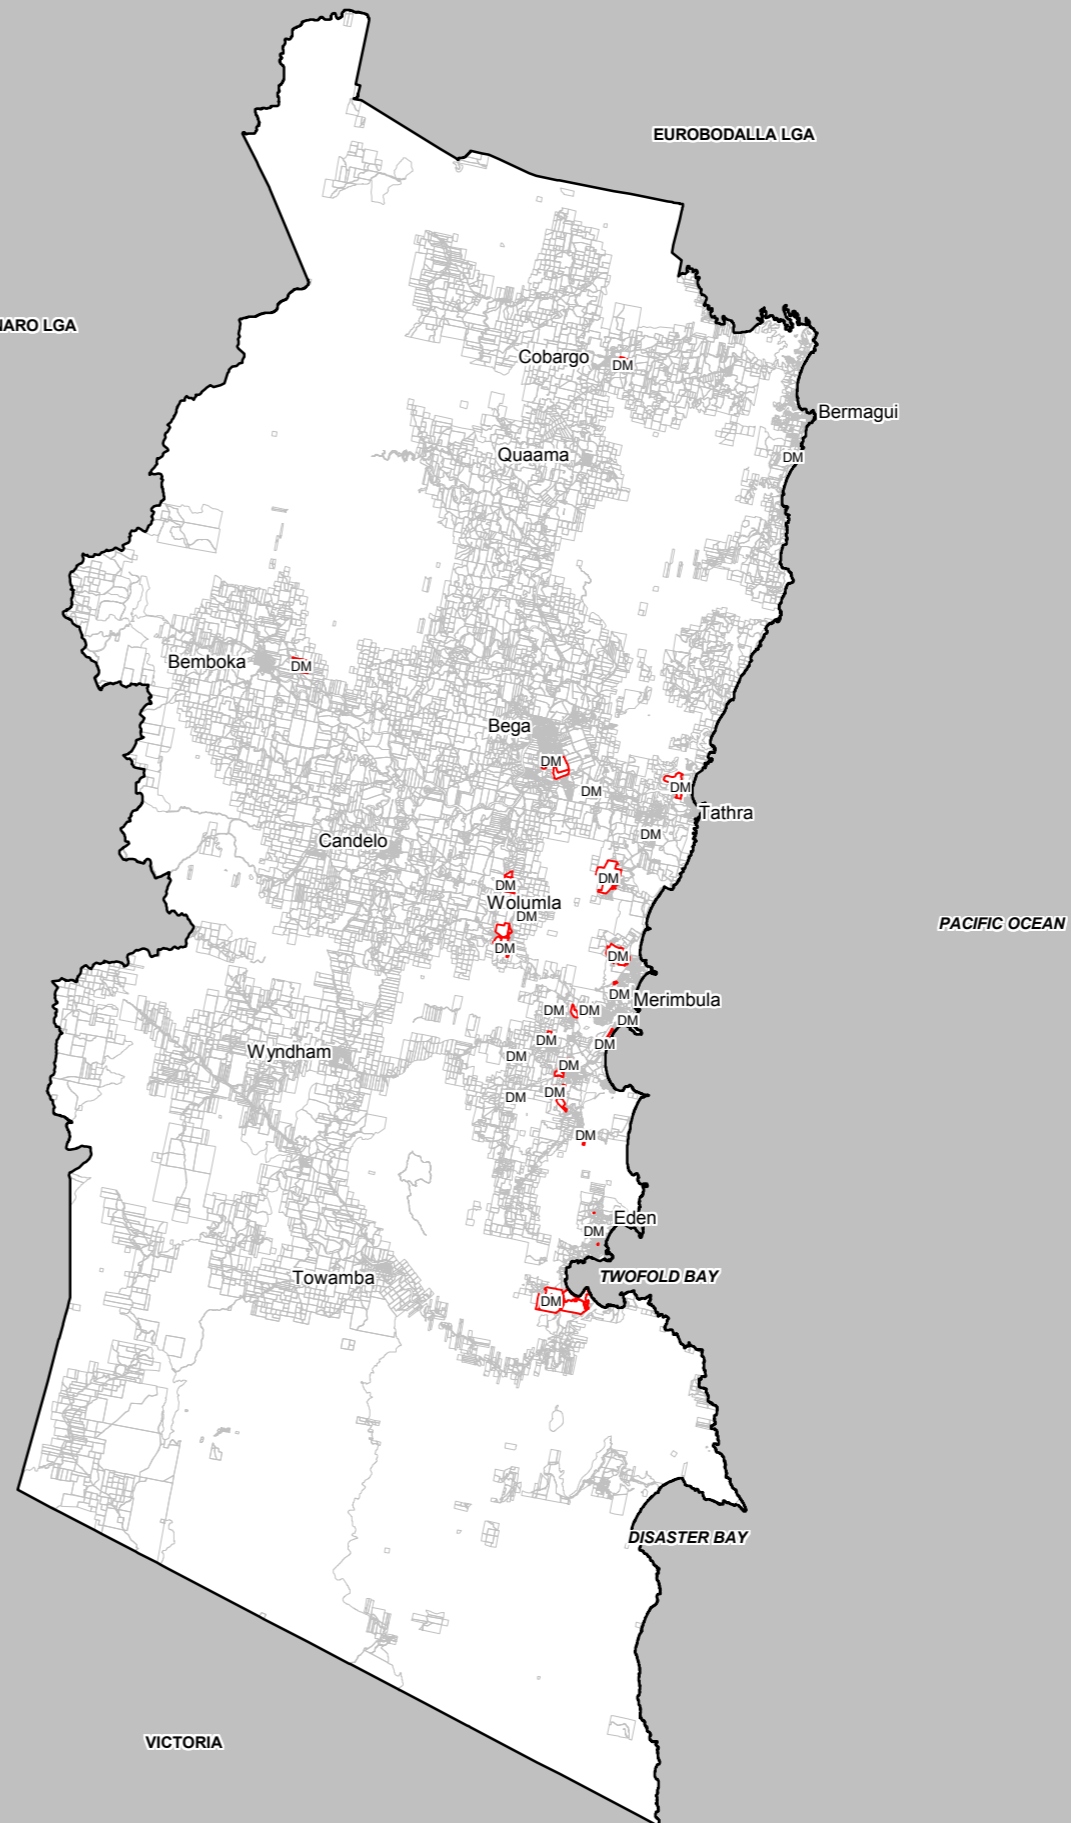 EUROBODALLA LGA
NARO LGA
Cobargo
DM
Bermagui
Quaama
DM
Bemboka
DM
Bega
DM
DM
DM
Tathra
DM
Candelo
DM
DM
Wolumla
DM
PACIFIC OCEAN
DM
DM
DM
Merimbula
DM
DM
DM
DM
DM
Wyndham
DM
DM
DM
DM
DM
Eden
DM
TWOFOLD BAY
Towamba
DM
DISASTER BAY
VICTORIA